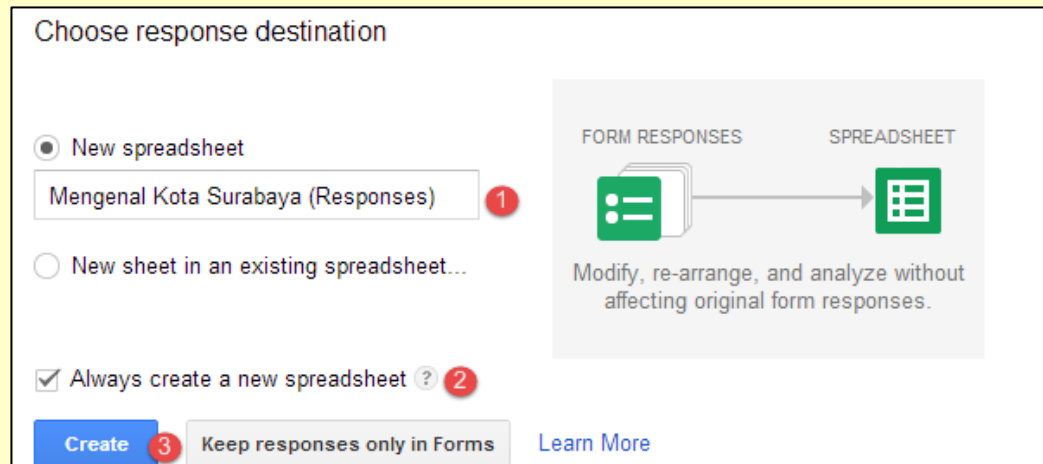 Choose response destination
New spreadsheet
Mengenal Kota Surabaya (Responses) 1
New sheet in an existing spreadsheet...
FORM RESPONSES SPREADSHEET
Modify, re-arrange, and analyze without
affecting original form responses.
Always create a new spreadsheet ? 2
Create 3 Keep responses only in Forms Learn More